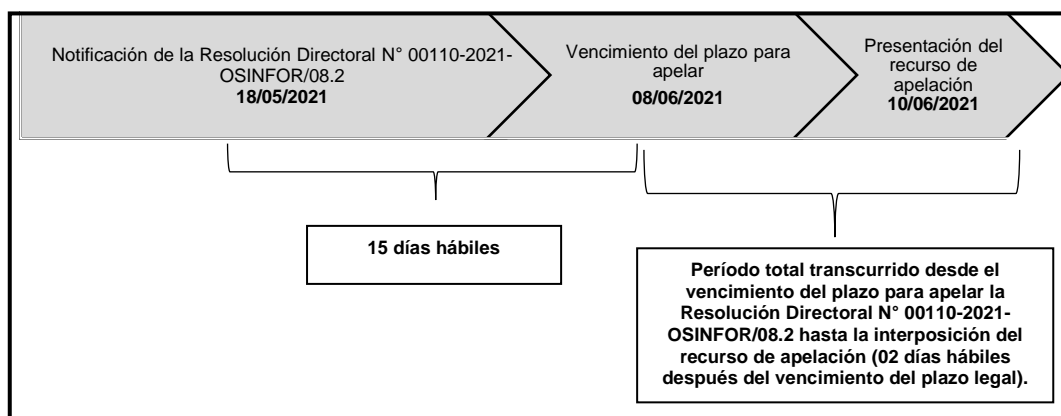 Notificación de la Resolución Directoral N° 00110-2021-
OSINFOR/08.2
18/05/2021
Vencimiento del plazo para
apelar
08/06/2021
Presentación del
recurso de
apelación
10/06/2021
15 días hábiles
Período total transcurrido desde el
vencimiento del plazo para apelar la
Resolución Directoral N° 00110-2021-
OSINFOR/08.2 hasta la interposición del
recurso de apelación (02 días hábiles
después del vencimiento del plazo legal).